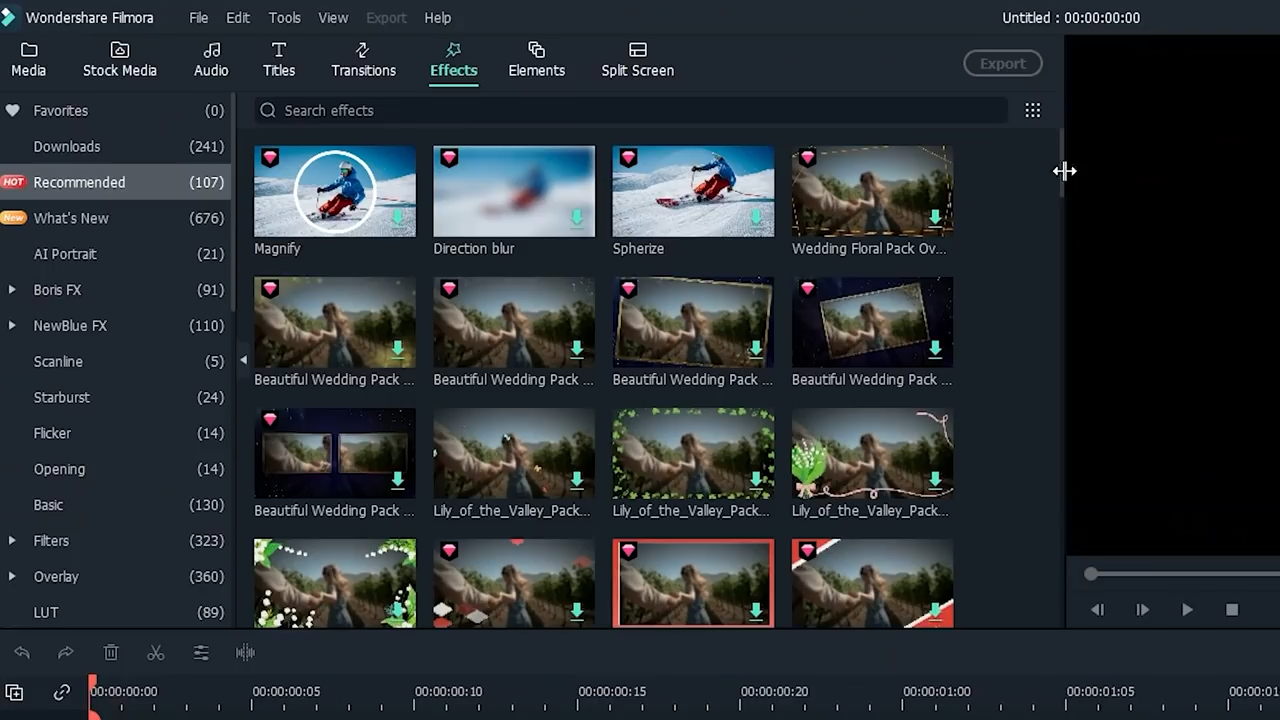 Wondershare Filmora File Edit Tools View Export Help Untitled : 00:00:00:00
Media Stock Media Audio Titles Transitions Effects Elements Split Screen Export
Favorites (0)
Downloads (241)
HOT Recommended (107)
New What's New (676)
AI Portrait (21)
Boris FX (91)
NewBlue FX (110)
Scanline (5)
Starburst (24)
Flicker (14)
Opening (14)
Basic (130)
Filters (323)
Overlay (360)
LUT (89)
Search effects
Magnify Direction blur Spherize Wedding Floral Pack Ov...
Beautiful Wedding Pack ... Beautiful Wedding Pack ... Beautiful Wedding Pack ... Beautiful Wedding Pack ...
Beautiful Wedding Pack ... Lily_of_the_Valley_Pack... Lily_of_the_Valley_Pack... Lily_of_the_Valley_Pack...
00:00:00:00 00:00:00:05 00:00:00:10 00:00:00:15 00:00:00:20 00:00:01:00 00:00:01:05 00:00:01